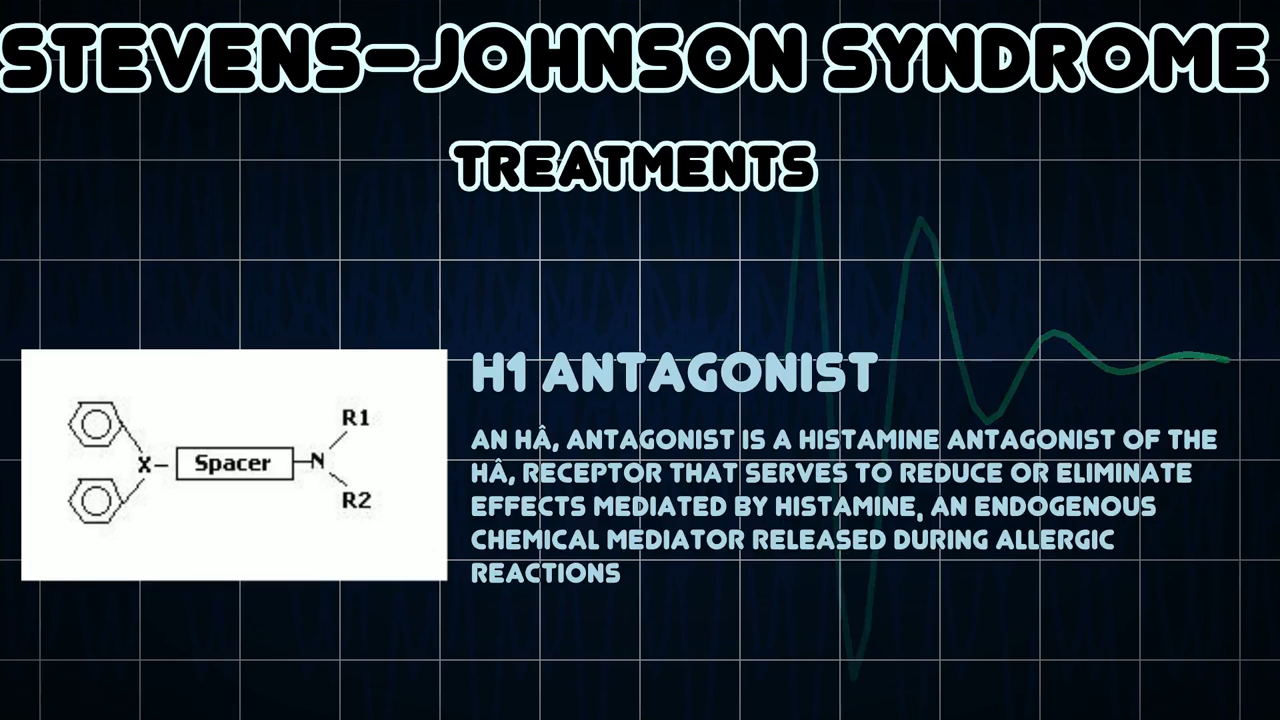 STEVENS-JOHNSON SYNDROME
TREATMENTS
H1 ANTAGONIST
AN HÂ, ANTAGONIST IS A HISTAMINE ANTAGONIST OF THE
HÂ, RECEPTOR THAT SERVES TO REDUCE OR ELIMINATE
EFFECTS MEDIATED BY HISTAMINE, AN ENDOGENOUS
CHEMICAL MEDIATOR RELEASED DURING ALLERGIC
REACTIONS
R1
X
Spacer
N
R2